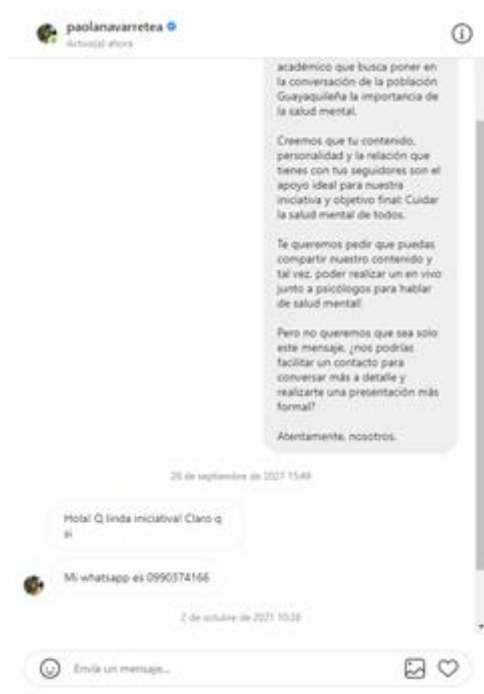 paolanavarretea
Activo(a) ahora
académico que busca poner en
la conversación de la población
Guayaquileña la importancia de
la salud mental.
Creemos que tu contenido,
personalidad y la relación que
tienes con tus seguidores son el
apoyo ideal para nuestra
iniciativa y objetivo final: Cuidar
la salud mental de todos.
Te queremos pedir que puedas
compartir nuestro contenido y
tal vez, poder realizar un en vivo
junto a psicólogos para hablar
de salud mental!
Pero no queremos que sea solo
este mensaje, ¿nos podrías
facilitar un contacto para
conversar más a detalle y
realizarte una presentación más
formal?
Atentamente, nosotros.
26 de septiembre de 2021 15:49
Hola! Q linda iniciativa! Claro q
si
Mi whatsapp es 0990374166
2 de octubre de 2021 10:28
Envía un mensaje...